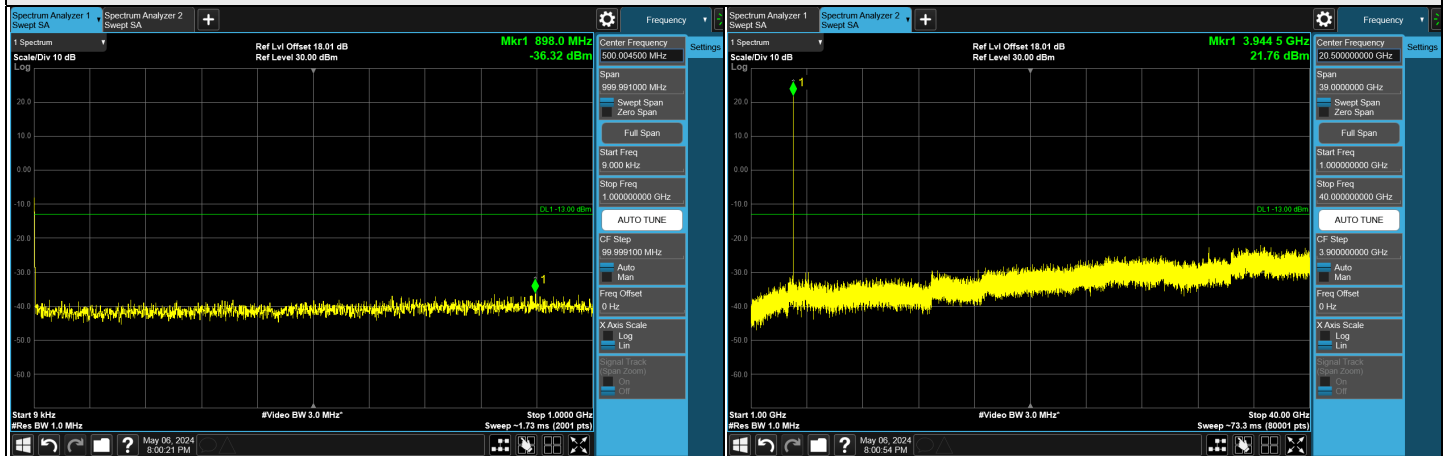 Spectrum Analyzer 1
Swept SA
Spectrum Analyzer 2
Swept SA
Frequency
1 Spectrum
Scale/Div 10 dB
Log
Ref Lvl Offset 18.01 dB
Ref Level 30.00 dBm
Mkr1 898.0 MHz
-36.32 dBm
1
20.0
10.0
0.00
-10.0
DL1 -13.00 dBm
-20.0
-30.0
1
-40.0
-50.0
-60.0
Start 9 kHz
#Res BW 1.0 MHz
#Video BW 3.0 MHz*
Stop 1.0000 GHz
Sweep ~1.73 ms (2001 pts)
Center Frequency
500.004500 MHz
Settings
Span
999.991000 MHz
Swept Span
Zero Span
Full Span
Start Freq
9.000 kHz
Stop Freq
1.000000000 GHz
AUTO TUNE
CF Step
99.999100 MHz
Auto
Man
Freq Offset
0 Hz
X Axis Scale
Log
Lin
Signal Track
(Span Zoom)
On
Off
?
May 06, 2024
8:00:21 PM
Spectrum Analyzer 1
Swept SA
Spectrum Analyzer 2
Swept SA
Frequency
1 Spectrum
Scale/Div 10 dB
Log
Ref Lvl Offset 18.01 dB
Ref Level 30.00 dBm
Mkr1 3.944 5 GHz
21.76 dBm
1
20.0
10.0
0.00
-10.0
DL1 -13.00 dBm
-20.0
-30.0
-40.0
-50.0
-60.0
Start 1.00 GHz
#Res BW 1.0 MHz
#Video BW 3.0 MHz*
Stop 40.00 GHz
Sweep ~73.3 ms (80001 pts)
Center Frequency
20.500000000 GHz
Settings
Span
39.0000000 GHz
Swept Span
Zero Span
Full Span
Start Freq
1.000000000 GHz
Stop Freq
40.000000000 GHz
AUTO TUNE
CF Step
3.900000000 GHz
Auto
Man
Freq Offset
0 Hz
X Axis Scale
Log
Lin
Signal Track
(Span Zoom)
On
Off
?
May 06, 2024
8:00:54 PM